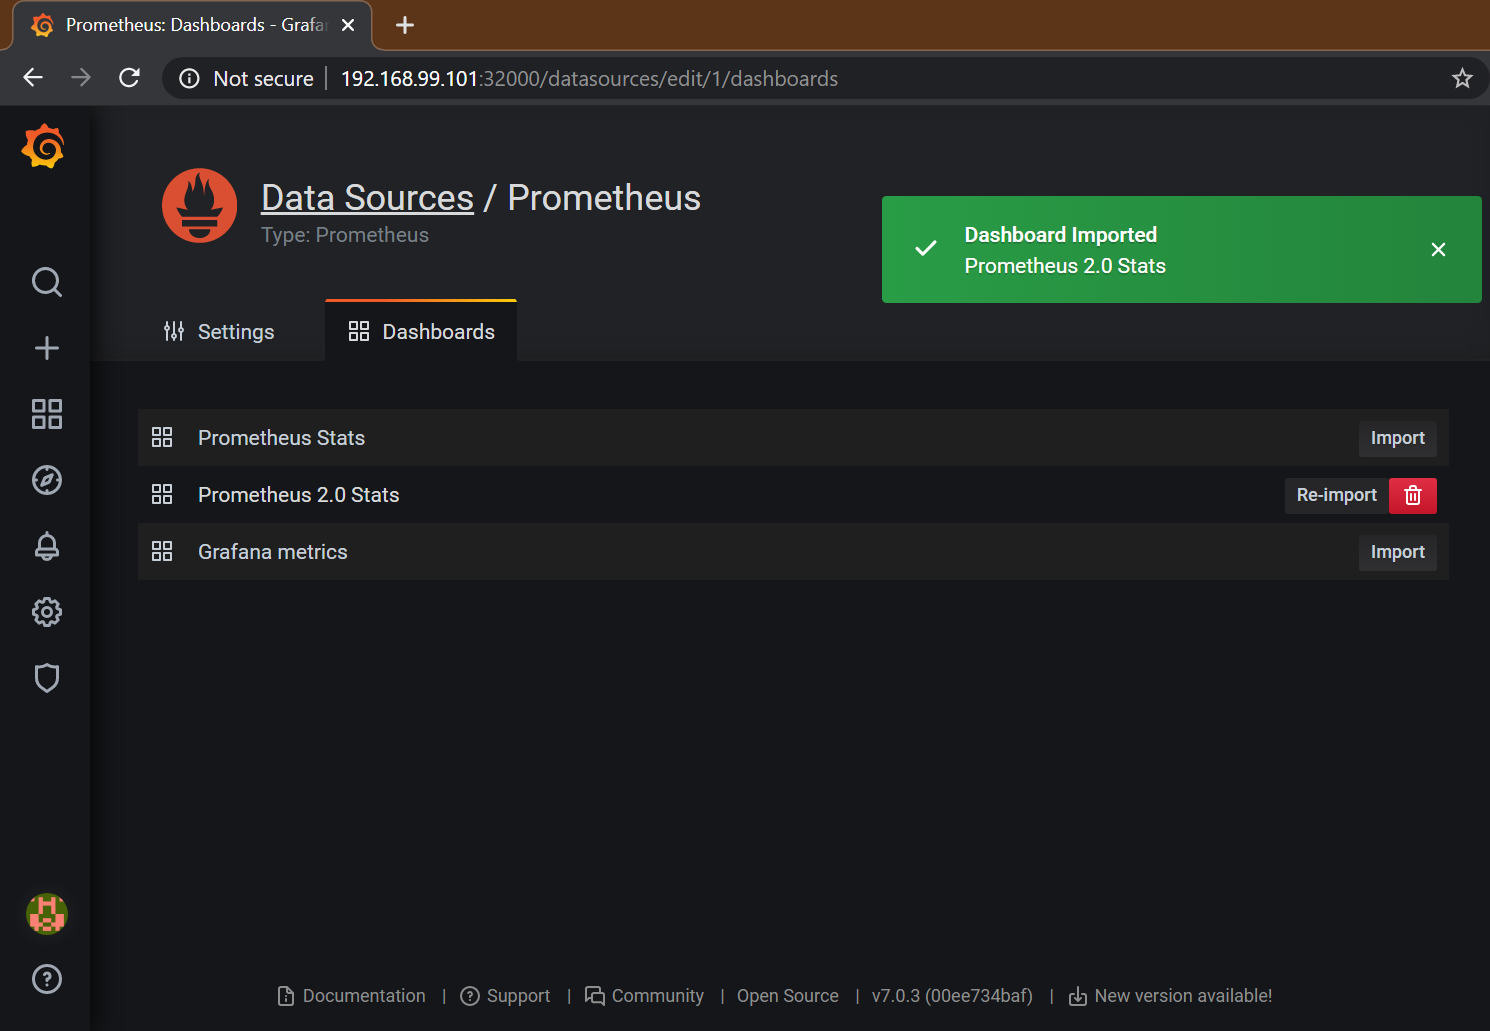 Prometheus: Dashboards - Grafan
Not secure | 192.168.99.101:32000/datasources/edit/1/dashboards
Data Sources / Prometheus
Type: Prometheus
Dashboard Imported
Prometheus 2.0 Stats
Settings
Dashboards
Prometheus Stats
Import
Prometheus 2.0 Stats
Re-import
Grafana metrics
Import
Documentation | Support | Community | Open Source | v7.0.3 (00ee734baf) | New version available!